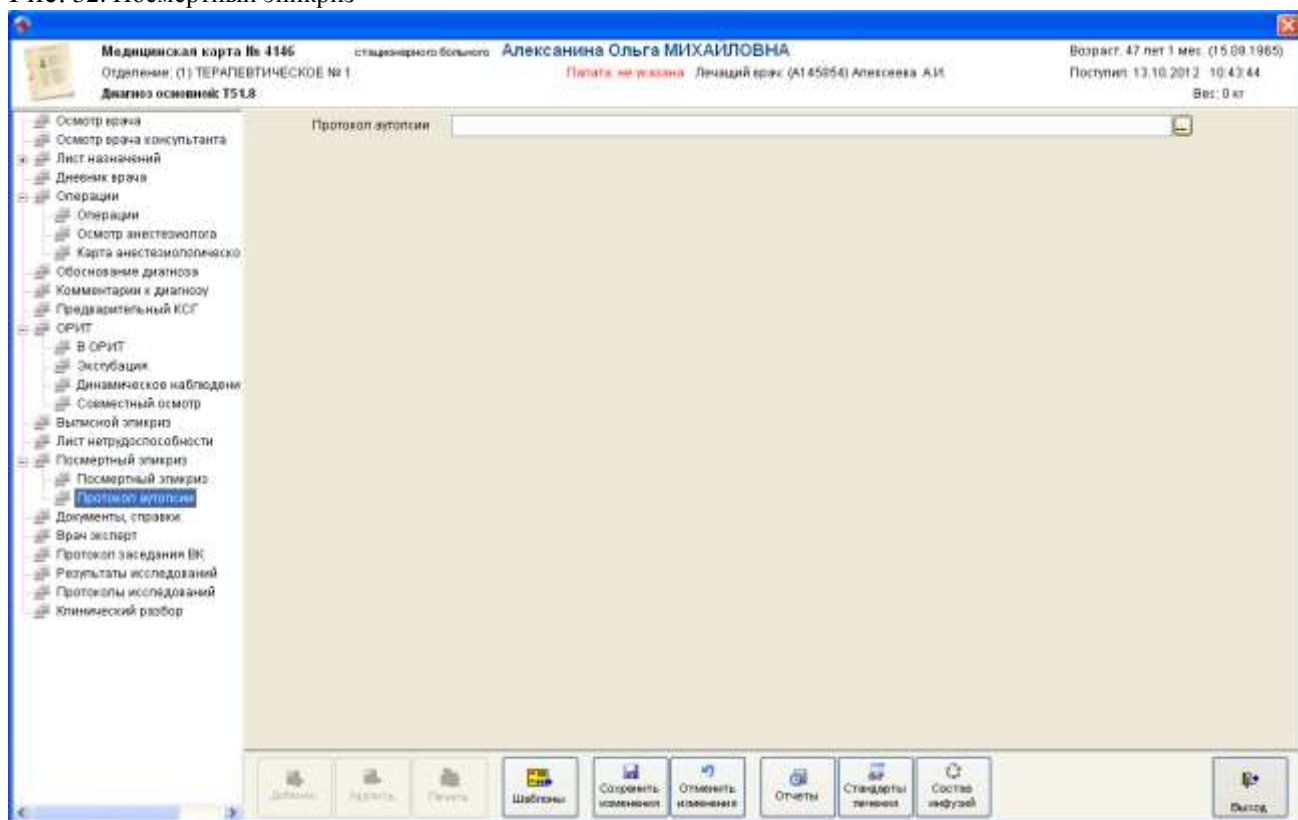 Рис. 32. Посмертный эпикриз
Медицинская карта № 4146 стационарного больного Алексанина Ольга МИХАЙЛОВНА Возраст: 47 лет 1 мес. (15.09.1965)
Отделение: (1) ТЕРАПЕВТИЧЕСКОЕ № 1 Палата: не указана Лечащий врач: (А145854) Алексеева А.И. Поступил: 13.10.2012 10:43:44
Диагноз основной: T51.8 Вес: 0 кг
Осмотр врача
Протокол аутопсии
Осмотр врача консультанта
Лист назначений
Дневник врача
Операции
Операции
Осмотр анестезиолога
Карта анестезиологическо
Обоснование диагноза
Комментарии к диагнозу
Предварительный КСГ
ОРИТ
В ОРИТ
Экстубация
Динамическое наблюдени
Совместный осмотр
Выписной эпикриз
Лист нетрудоспособности
Посмертный эпикриз
Посмертный эпикриз
Протокол аутопсии
Документы, справки
Врач эксперт
Протокол заседания ВК
Результаты исследований
Протоколы исследований
Клинический разбор
Добавить Удалить Печать Шаблоны Сохранить изменения Отменить изменения Отчеты Стандарты лечения Состав инфузий Выход